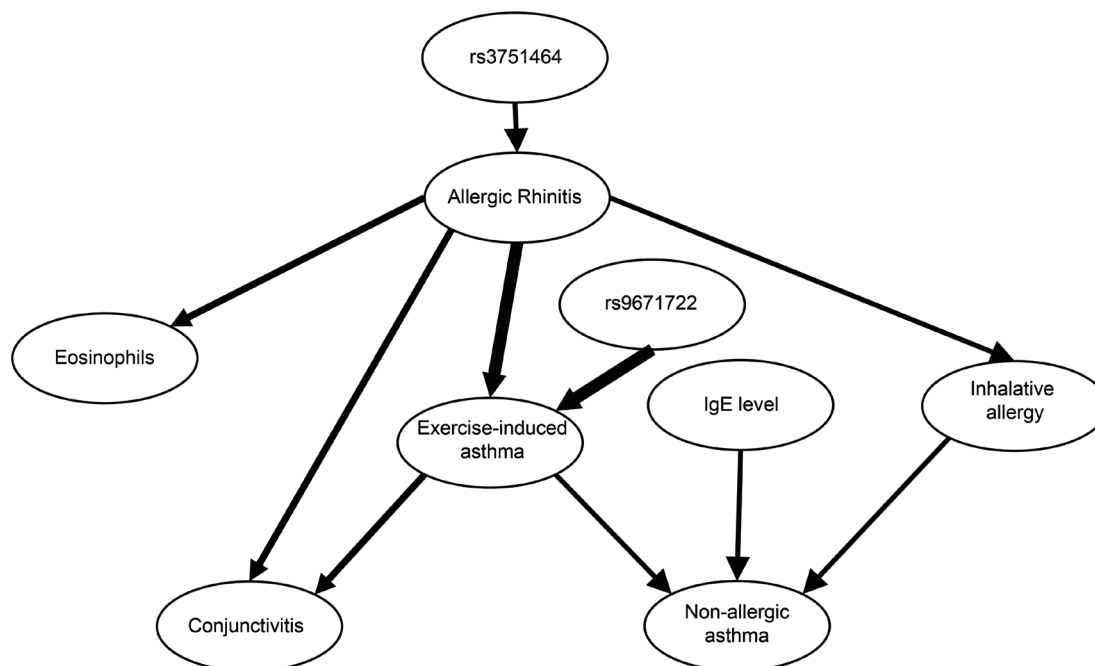 rs3751464
Allergic Rhinitis
rs9671722
Eosinophils
IgE level
Inhalative
allergy
Exercise-induced
asthma
Conjunctivitis
Non-allergic
asthma